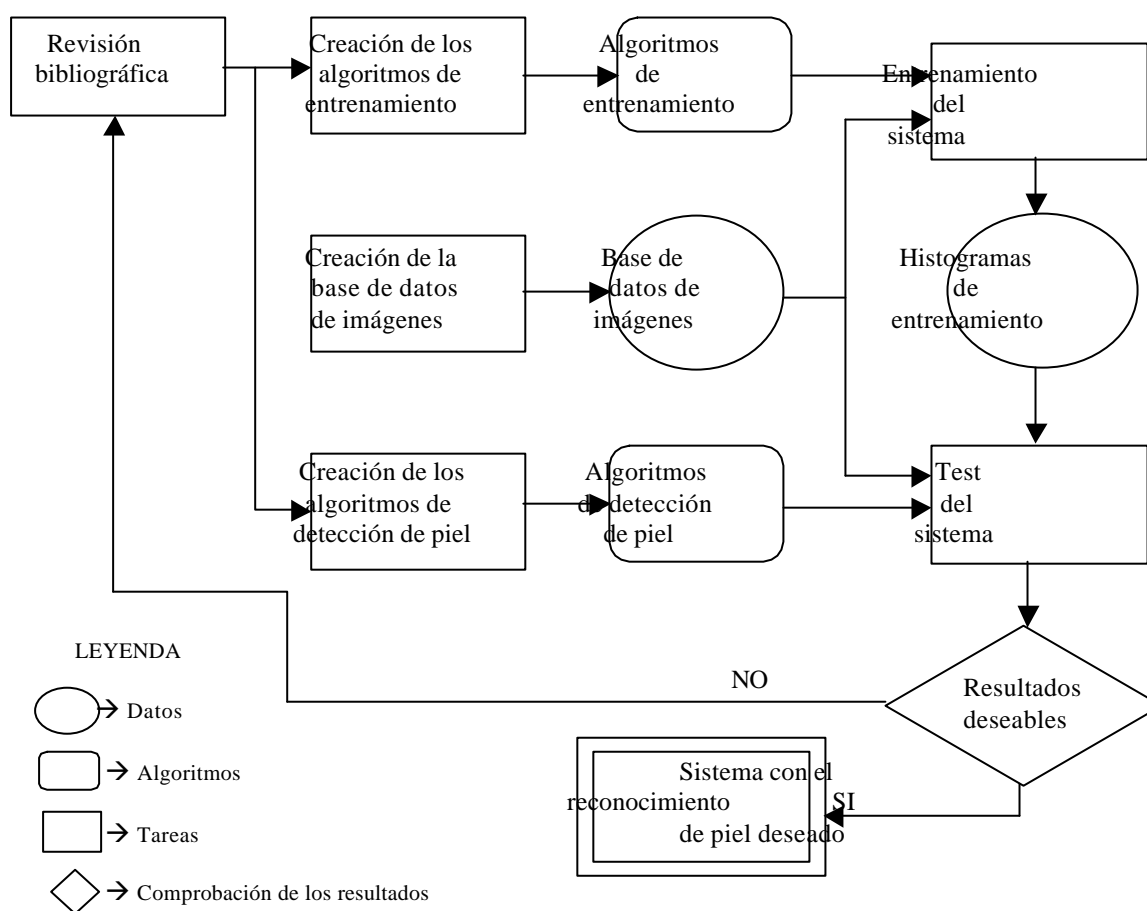 Revisión
bibliográfica
Creación de los
algoritmos de
entrenamiento
Algoritmos
de
entrenamiento
Entrenamiento
del
sistema
Creación de la
base de datos
de imágenes
Base de
datos de
imágenes
Histogramas
de
entrenamiento
Creación de los
algoritmos de
detección de piel
Algoritmos
de detección
de piel
Test
del
sistema
LEYENDA
→ Datos
→ Algoritmos
→ Tareas
→ Comprobación de los resultados
NO
Resultados
deseables
SI
Sistema con el
reconocimiento
de piel deseado